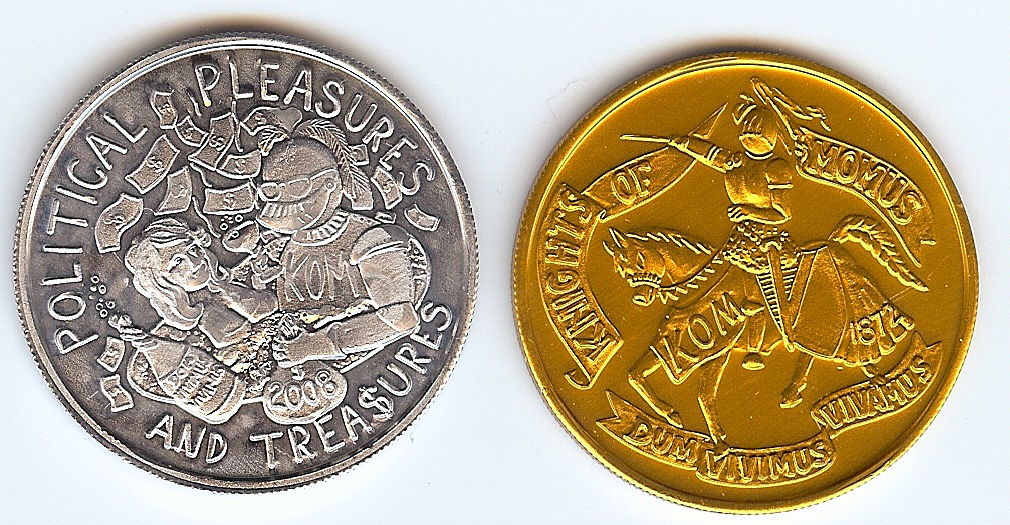 POLITICAL PLEASURES
AND TREA$URES
KOM
2008
KNIGHTS OF MOMUS
KOM
1872
DUM VIVIMUS VIVAMUS